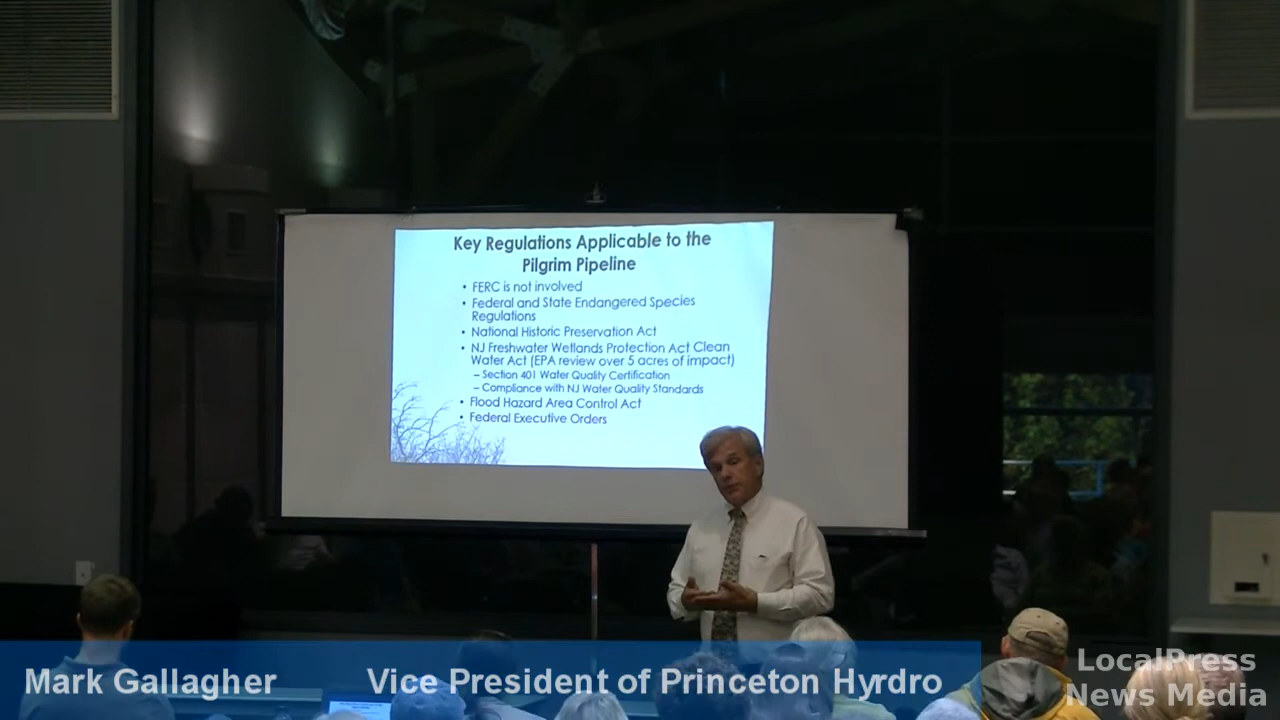 Key Regulations Applicable to the
Pilgrim Pipeline
• FERC is not involved
• Federal and State Endangered Species
Regulations
• National Historic Preservation Act
• NJ Freshwater Wetlands Protection Act Clean
Water Act (EPA review over 5 acres of impact)
– Section 401 Water Quality Certification
– Compliance with NJ Water Quality Standards
• Flood Hazard Area Control Act
• Federal Executive Orders
Mark Gallagher Vice President of Princeton Hyrdro
LocalPress
News Media